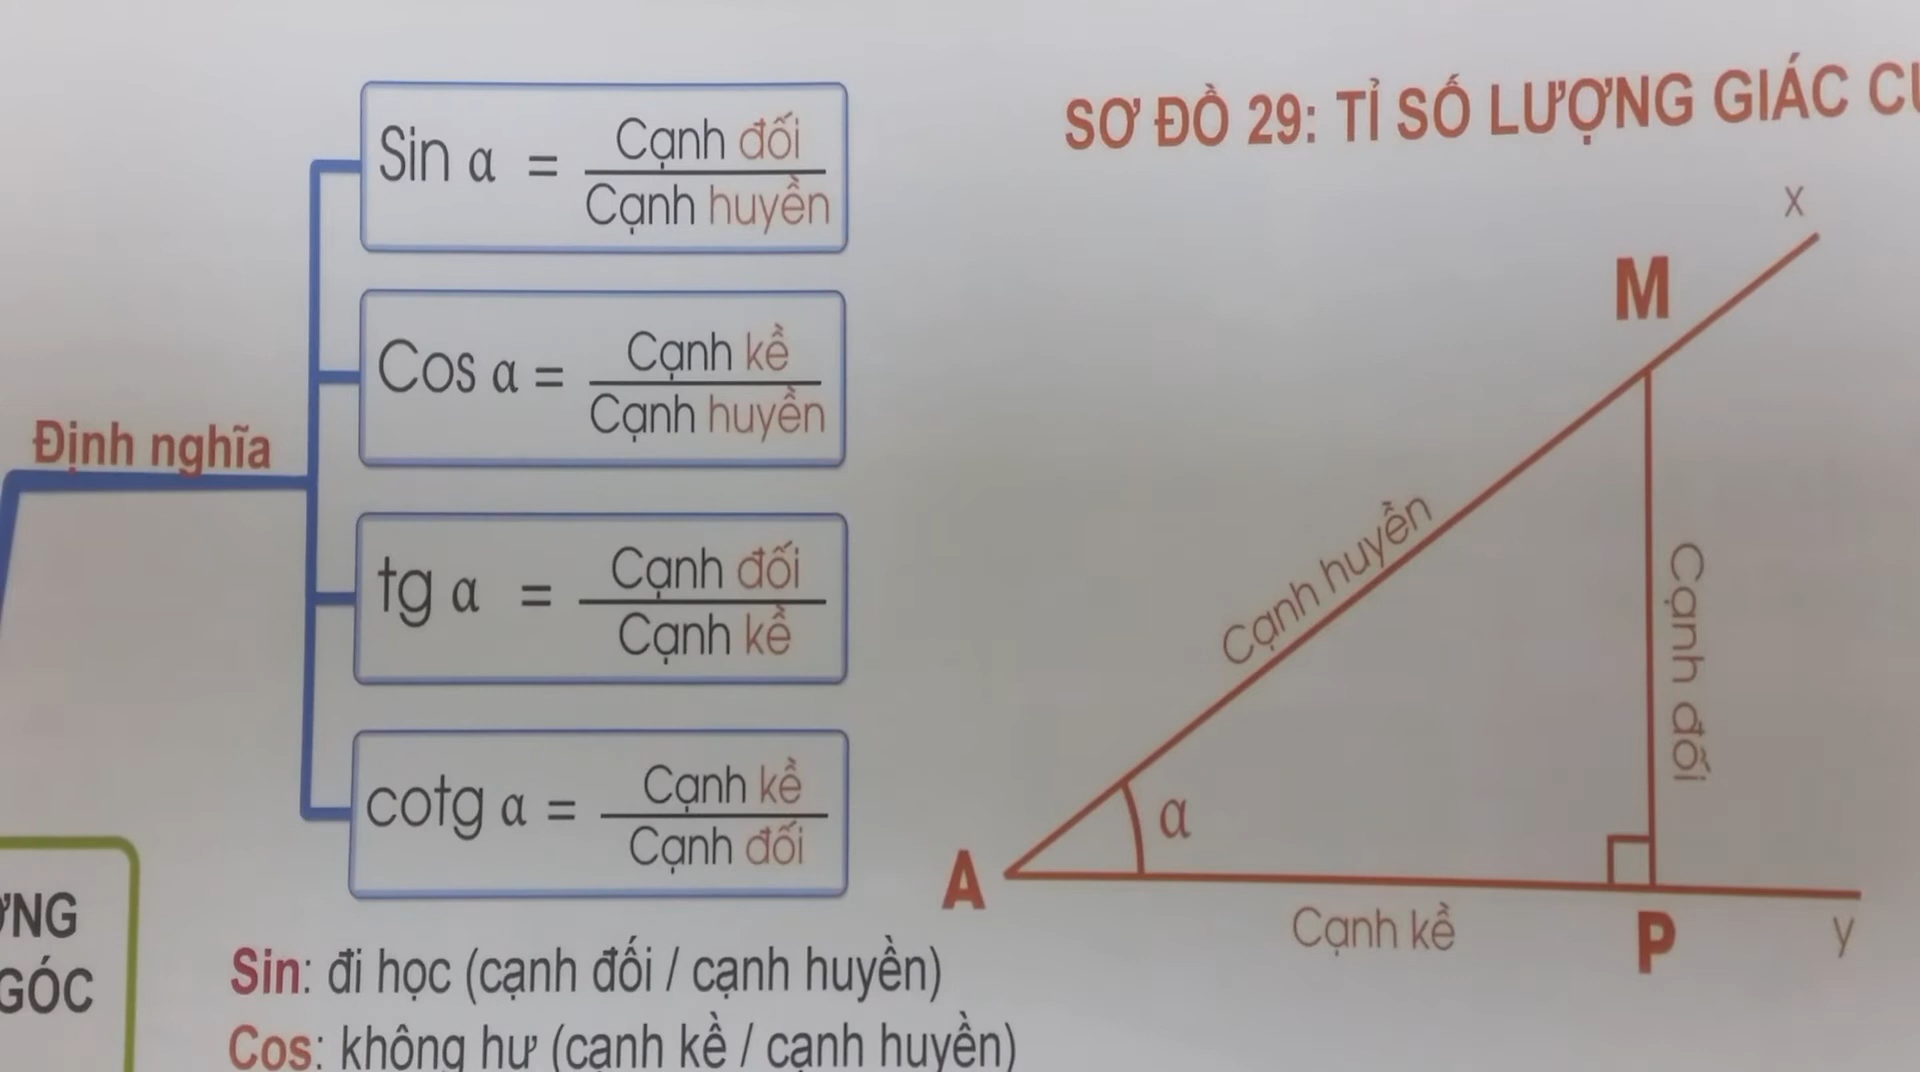 SƠ ĐỒ 29: TỈ SỐ LƯỢNG GIÁC
Định nghĩa
Sin α = Cạnh đối
Cạnh huyền
Cos α = Cạnh kề
Cạnh huyền
tg α = Cạnh đối
Cạnh kề
cotg α = Cạnh kề
Cạnh đối
x
M
Cạnh huyền
Cạnh đối
α
A
Cạnh kề
P
y
GÓC
Sin: đi học (cạnh đối / cạnh huyền)
Cos: không hư (cạnh kề / cạnh huyền)